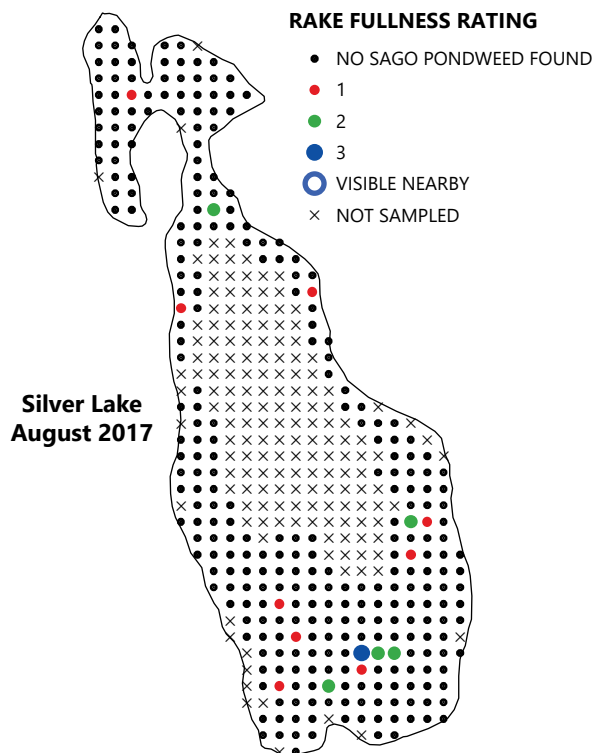 RAKE FULLNESS RATING
NO SAGO PONDWEED FOUND
1
2
3
VISIBLE NEARBY
NOT SAMPLED
Silver Lake
August 2017